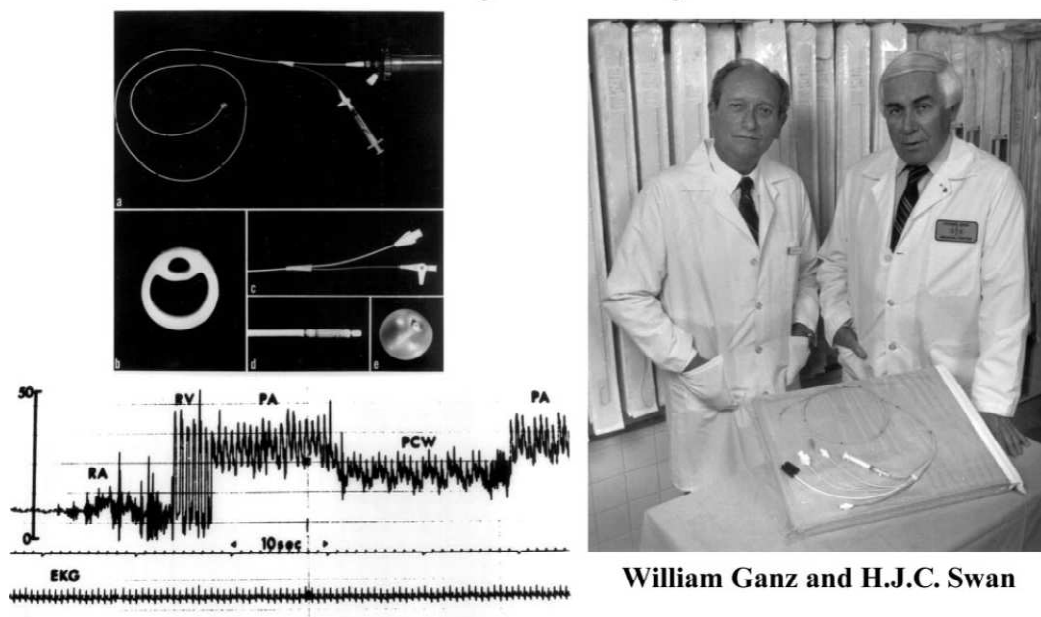 a
b
c
d
e
50
0
RA
RV
PA
PCW
PA
10sec
EKG
William Ganz and H.J.C. Swan